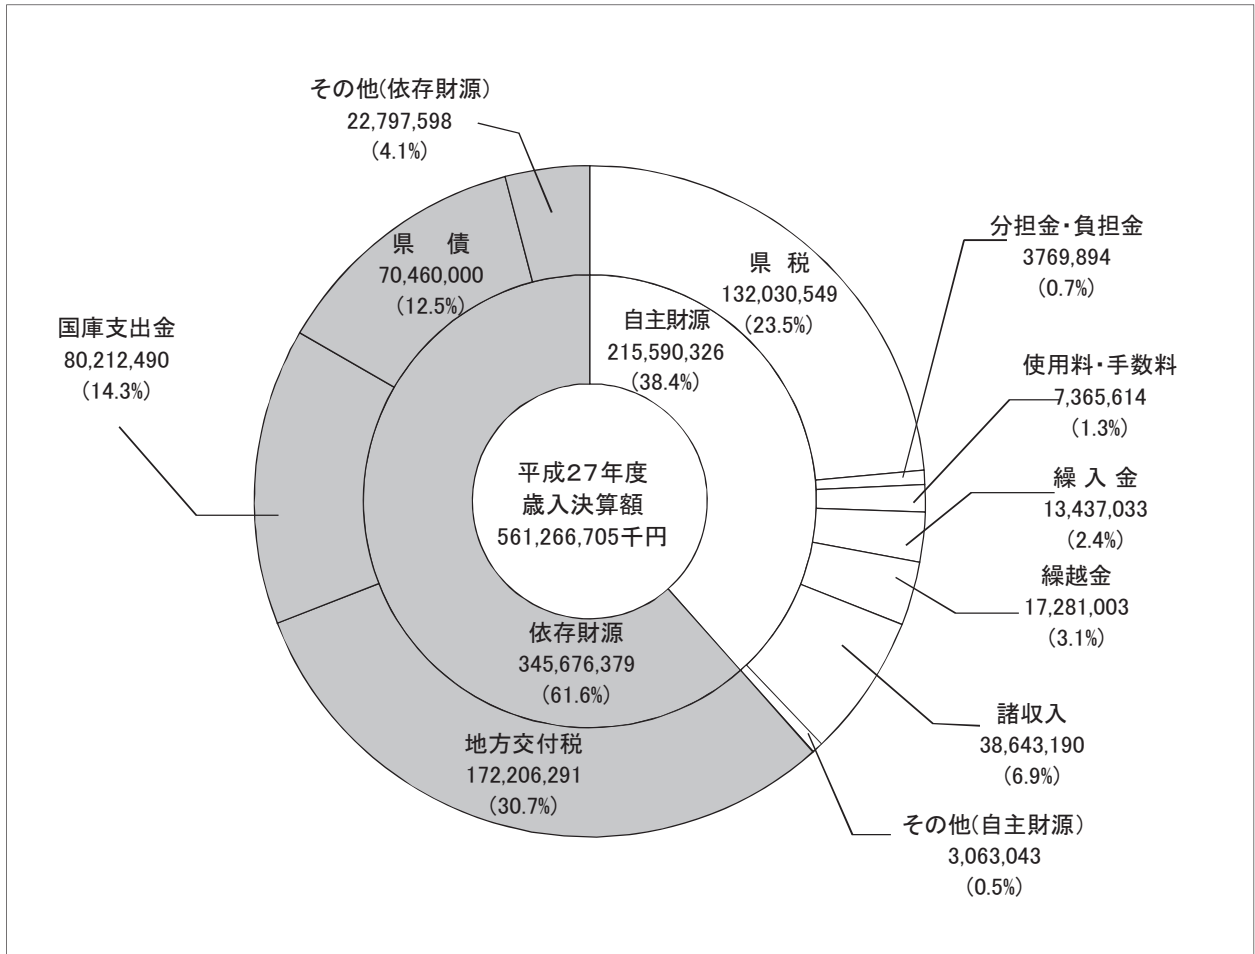 その他(依存財源)
22,797,598
(4.1%)
県 債
70,460,000
(12.5%)
国庫支出金
80,212,490
(14.3%)
県 税
132,030,549
(23.5%)
自主財源
215,590,326
(38.4%)
分担金・負担金
3769,894
(0.7%)
使用料・手数料
7,365,614
(1.3%)
繰 入 金
13,437,033
(2.4%)
繰越金
17,281,003
(3.1%)
平成27年度
歳入決算額
561,266,705千円
依存財源
345,676,379
(61.6%)
地方交付税
172,206,291
(30.7%)
諸収入
38,643,190
(6.9%)
その他(自主財源)
3,063,043
(0.5%)